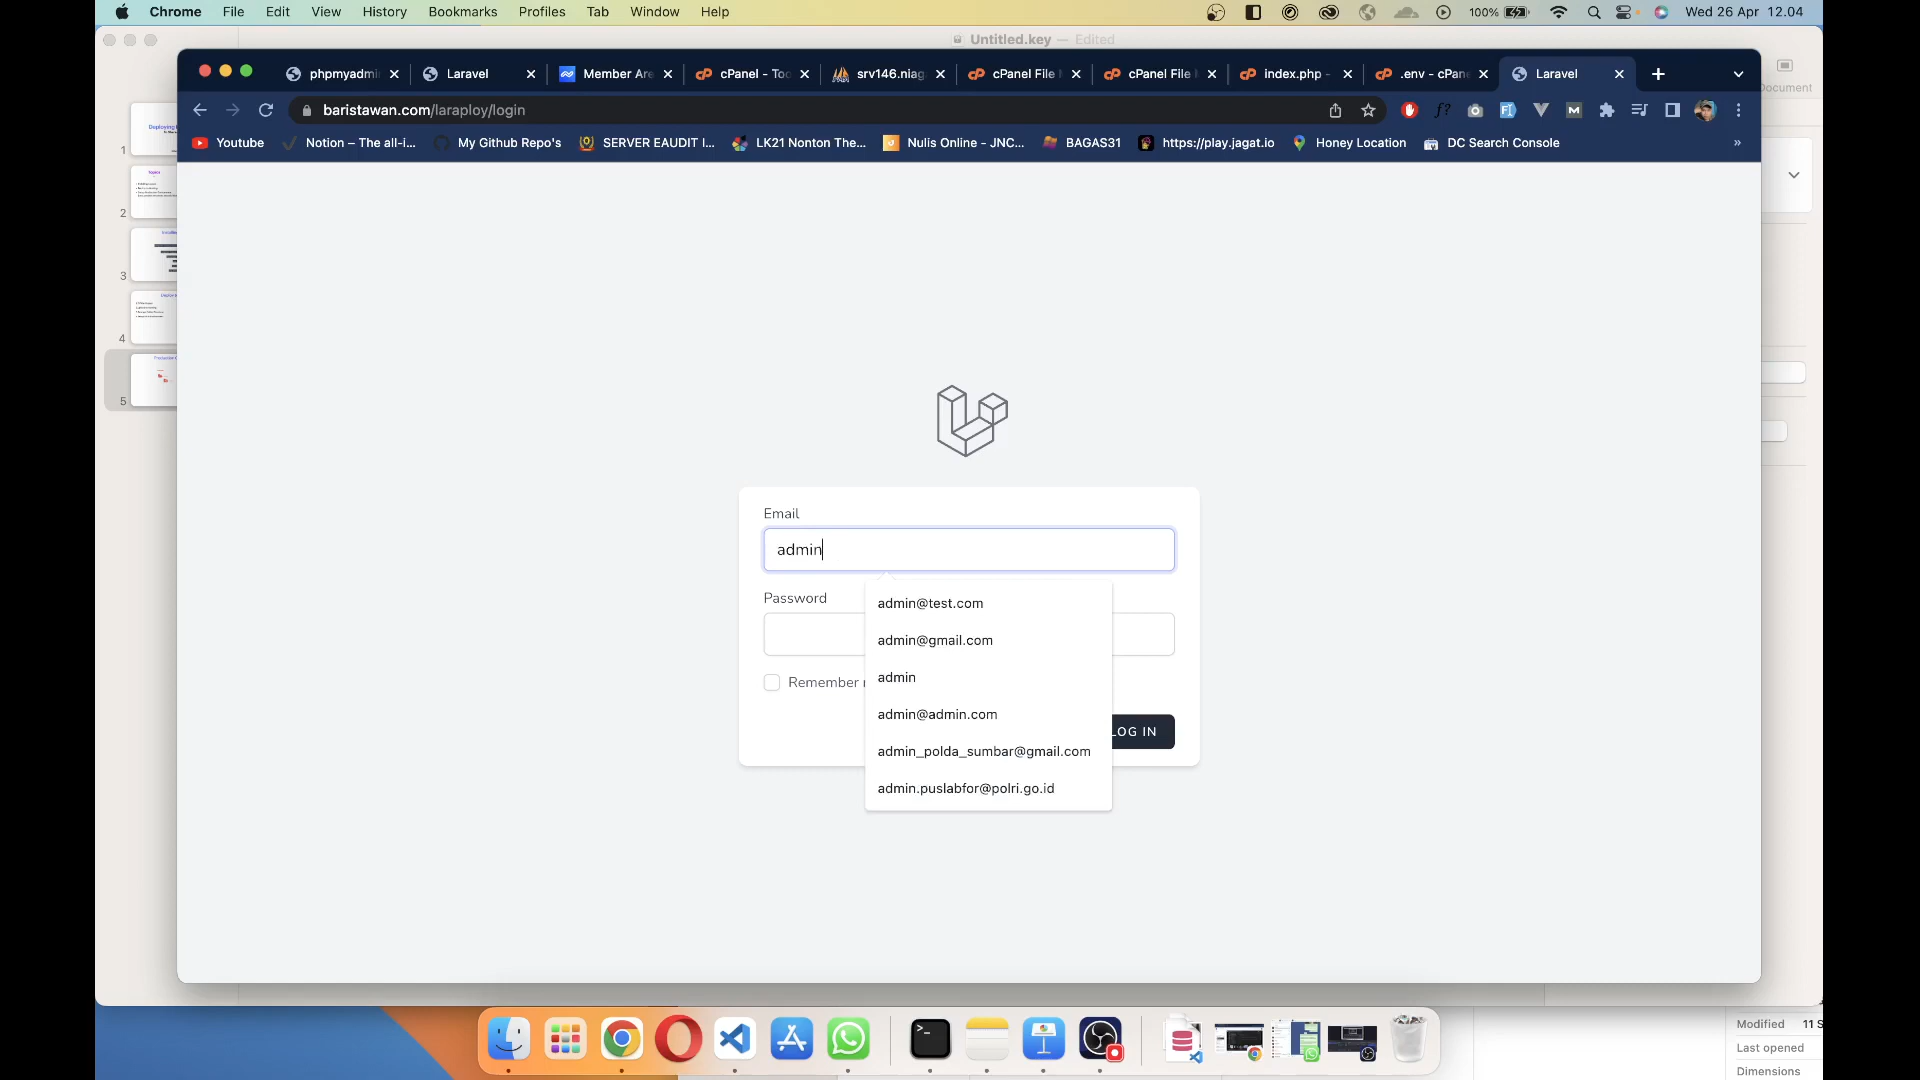 Chrome File Edit View History Bookmarks Profiles Tab Window Help 100% Wed 26 Apr 12.04
Untitled.key — Edited
phpmyadmi Laravel Member Are cPanel - Too srv146.niag cPanel File cPanel File index.php - .env - cPane Laravel
Document
baristawan.com/laraploy/login
Youtube Notion – The all-i... My Github Repo's SERVER EAUDIT I... LK21 Nonton The... Nulis Online - JNC... BAGAS31 https://play.jagat.io Honey Location DC Search Console »
1
2
3
4
5
Email
admin
Password
admin@test.com
admin@gmail.com
admin
Remember
admin@admin.com
LOG IN
admin_polda_sumbar@gmail.com
admin.puslabfor@polri.go.id
Modified 11 S
Last opened
Dimensions